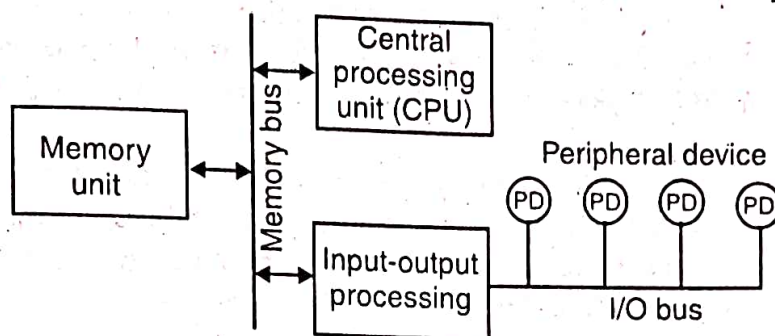 Central
processing
unit (CPU)
Memory
unit
Memory bus
Peripheral device
PD PD PD PD
Input-output
processing
I/O bus